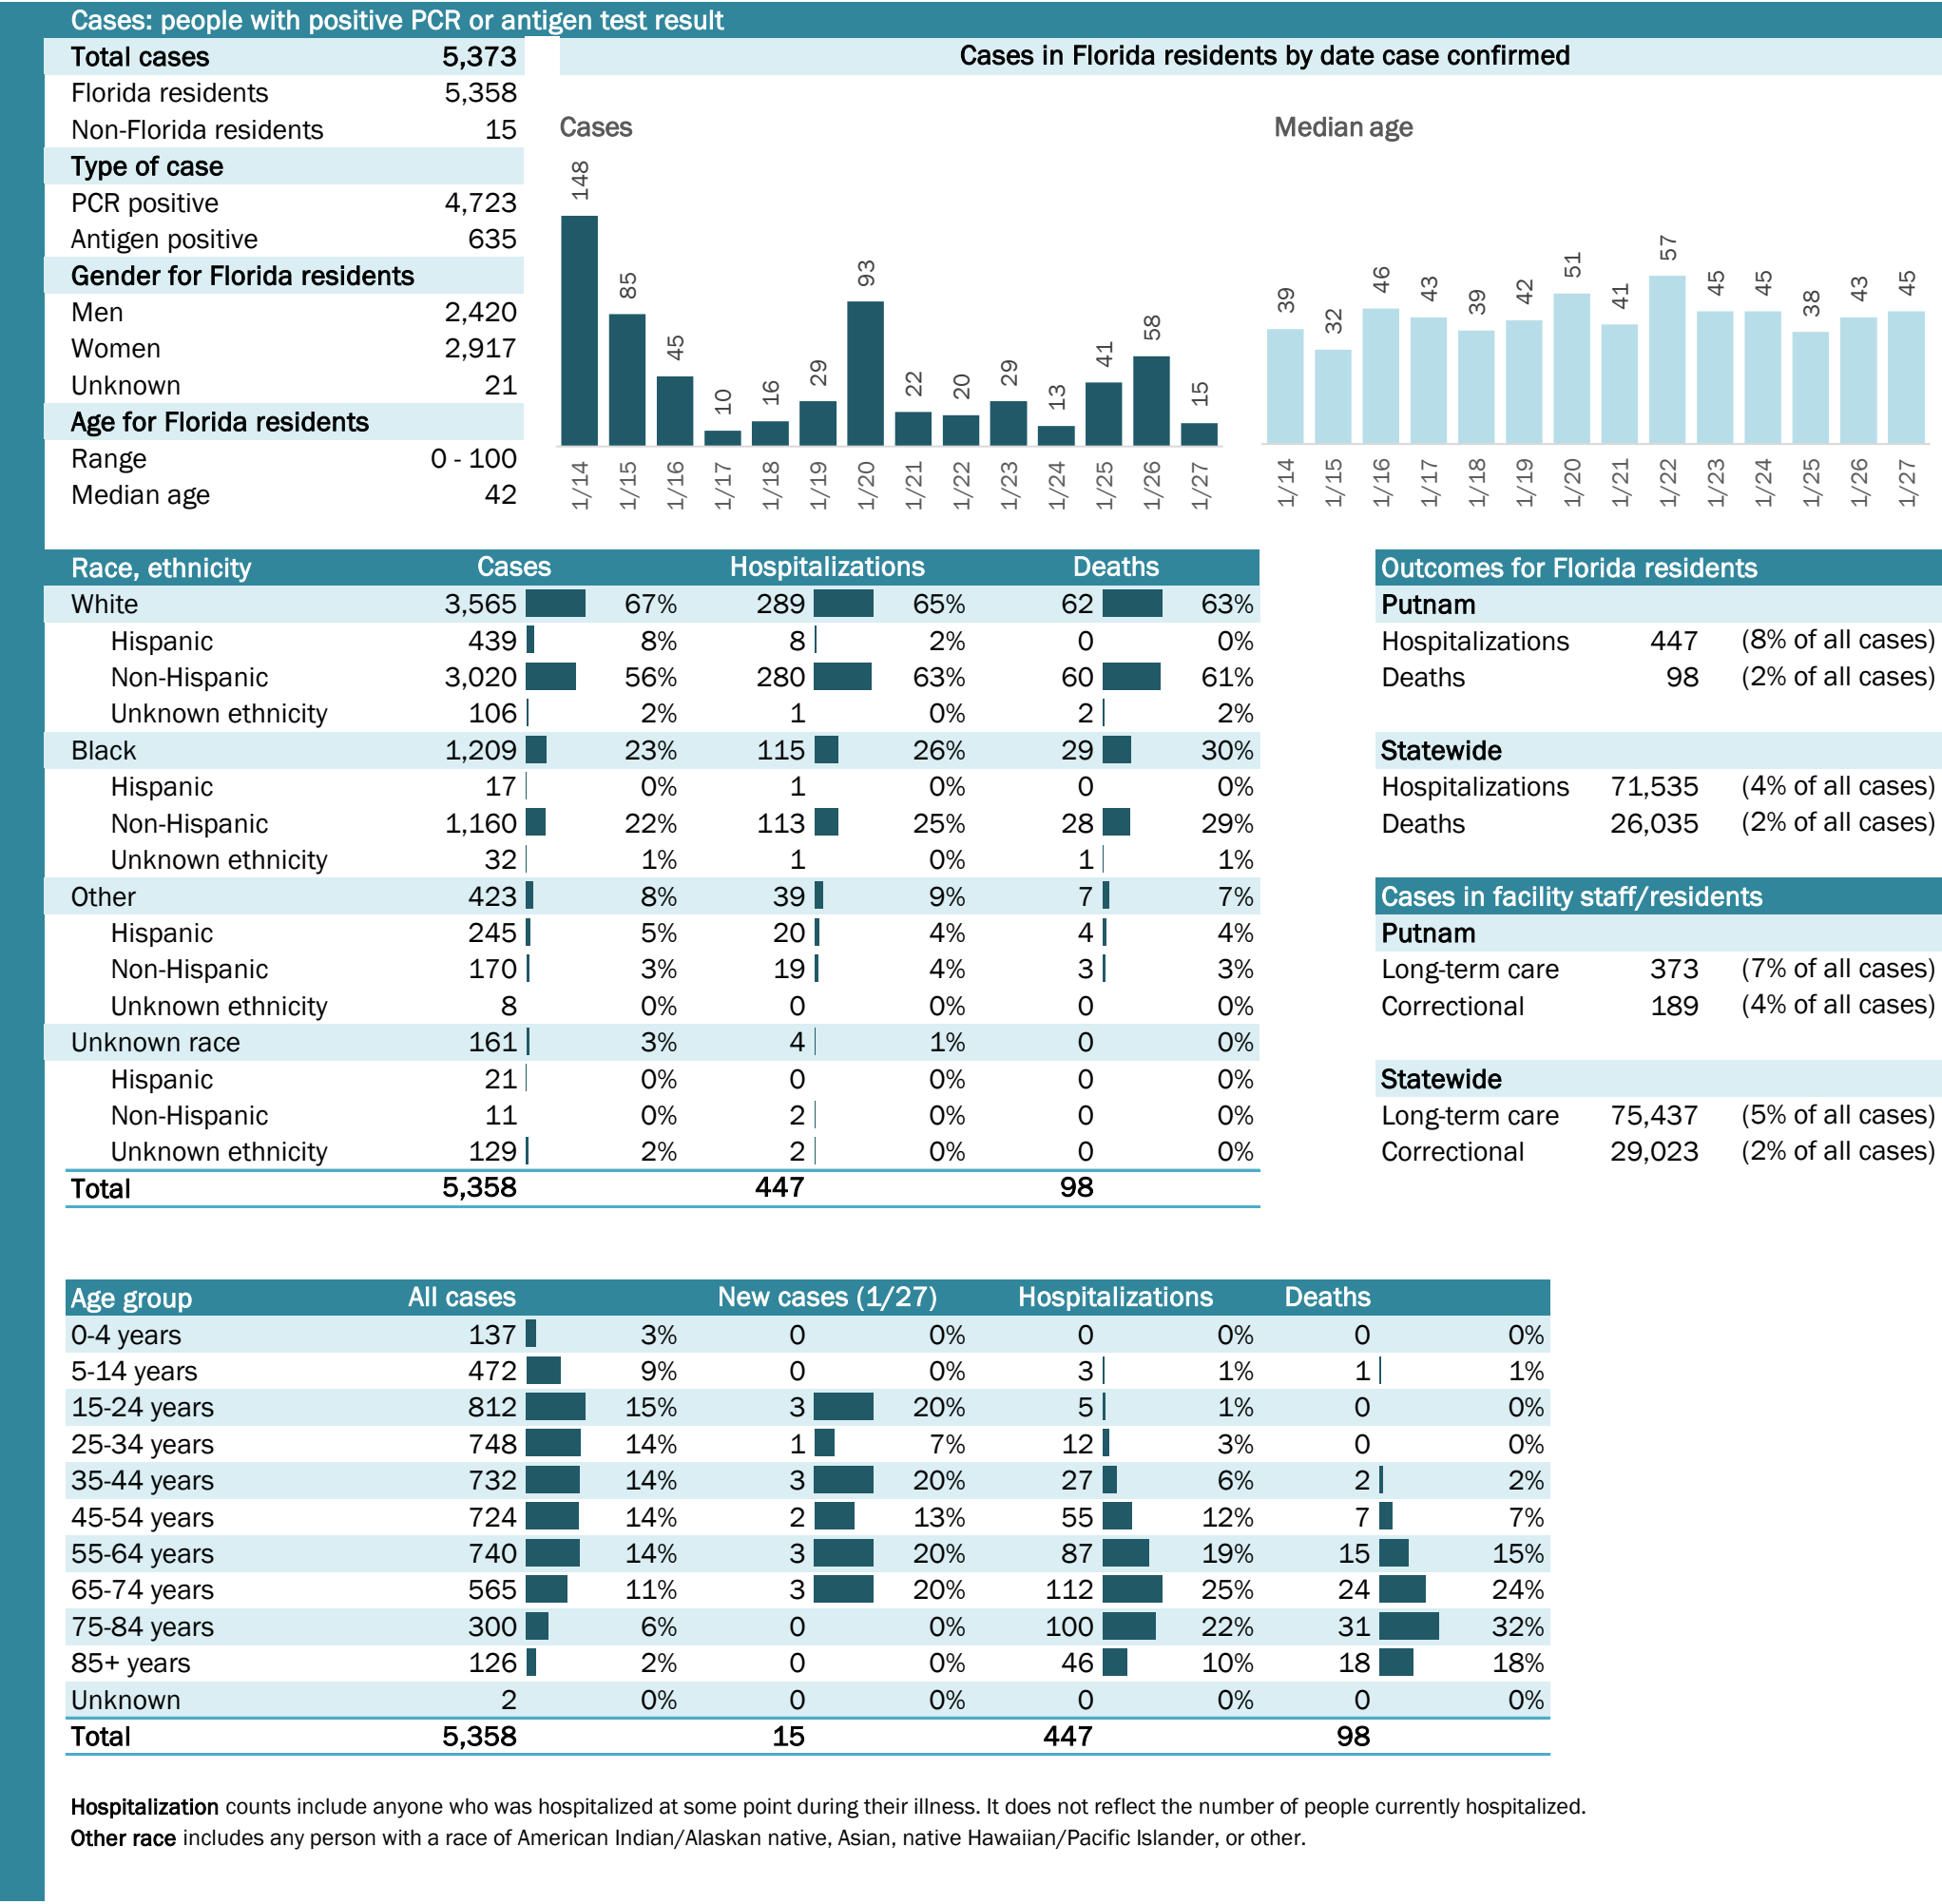 Cases: people with positive PCR or antigen test result
Total cases 5,373
Florida residents 5,358
Non-Florida residents 15
Type of case
PCR positive 4,723
Antigen positive 635
Gender for Florida residents
Men 2,420
Women 2,917
Unknown 21
Age for Florida residents
Range 0 - 100
Median age 42
Cases in Florida residents by date case confirmed
Cases
148 85 45 10 16 29 93 22 20 29 13 41 58 15
1/14 1/15 1/16 1/17 1/18 1/19 1/20 1/21 1/22 1/23 1/24 1/25 1/26 1/27
Median age
39 32 46 43 39 42 51 41 57 45 45 38 43 45
1/14 1/15 1/16 1/17 1/18 1/19 1/20 1/21 1/22 1/23 1/24 1/25 1/26 1/27
Race, ethnicity Cases Hospitalizations Deaths
White 3,565 67% 289 65% 62 63%
Hispanic 439 8% 8 2% 0 0%
Non-Hispanic 3,020 56% 280 63% 60 61%
Unknown ethnicity 106 2% 1 0% 2 2%
Black 1,209 23% 115 26% 29 30%
Hispanic 17 0% 1 0% 0 0%
Non-Hispanic 1,160 22% 113 25% 28 29%
Unknown ethnicity 32 1% 1 0% 1 1%
Other 423 8% 39 9% 7 7%
Hispanic 245 5% 20 4% 4 4%
Non-Hispanic 170 3% 19 4% 3 3%
Unknown ethnicity 8 0% 0 0% 0 0%
Unknown race 161 3% 4 1% 0 0%
Hispanic 21 0% 0 0% 0 0%
Non-Hispanic 11 0% 2 0% 0 0%
Unknown ethnicity 129 2% 2 0% 0 0%
Total 5,358 447 98
Outcomes for Florida residents
Putnam
Hospitalizations 447 (8% of all cases)
Deaths 98 (2% of all cases)
Statewide
Hospitalizations 71,535 (4% of all cases)
Deaths 26,035 (2% of all cases)
Cases in facility staff/residents
Putnam
Long-term care 373 (7% of all cases)
Correctional 189 (4% of all cases)
Statewide
Long-term care 75,437 (5% of all cases)
Correctional 29,023 (2% of all cases)
Age group All cases New cases (1/27) Hospitalizations Deaths
0-4 years 137 3% 0 0% 0 0% 0 0%
5-14 years 472 9% 0 0% 3 1% 1 1%
15-24 years 812 15% 3 20% 5 1% 0 0%
25-34 years 748 14% 1 7% 12 3% 0 0%
35-44 years 732 14% 3 20% 27 6% 2 2%
45-54 years 724 14% 2 13% 55 12% 7 7%
55-64 years 740 14% 3 20% 87 19% 15 15%
65-74 years 565 11% 3 20% 112 25% 24 24%
75-84 years 300 6% 0 0% 100 22% 31 32%
85+ years 126 2% 0 0% 46 10% 18 18%
Unknown 2 0% 0 0% 0 0% 0 0%
Total 5,358 15 447 98
Hospitalization counts include anyone who was hospitalized at some point during their illness. It does not reflect the number of people currently hospitalized.
Other race includes any person with a race of American Indian/Alaskan native, Asian, native Hawaiian/Pacific Islander, or other.